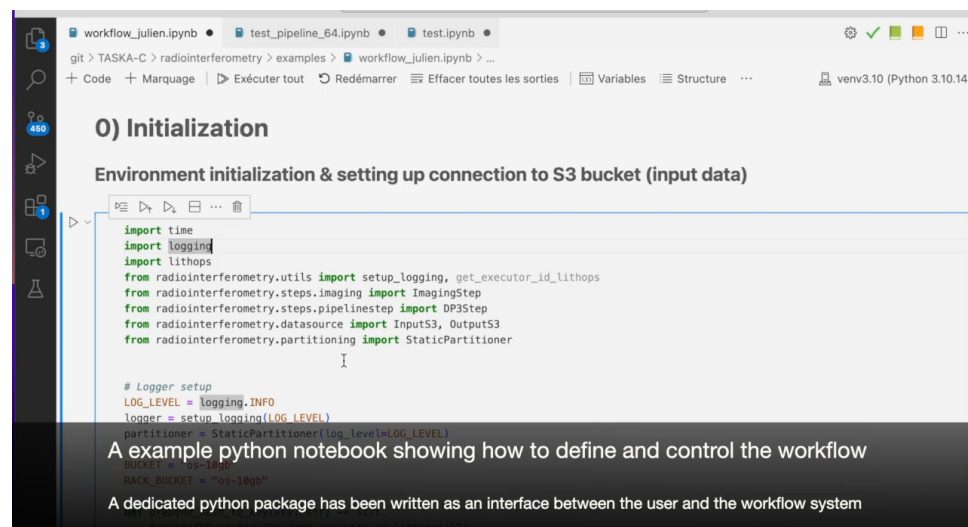 workflow_julien.ipynb ● test_pipeline_64.ipynb ● test.ipynb ●
git > TASKA-C > radiointerferometry > examples > workflow_julien.ipynb > ...
+ Code + Marquage | Exécuter tout Redémarrer Effacer toutes les sorties | Variables Structure ... venv3.10 (Python 3.10.14
3
450
1
0) Initialization
Environment initialization & setting up connection to S3 bucket (input data)
import time
import logging
import lithops
from radiointerferometry.utils import setup_logging, get_executor_id_lithops
from radiointerferometry.steps.imaging import ImagingStep
from radiointerferometry.steps.pipelinestep import DP3Step
from radiointerferometry.datasource import InputS3, OutputS3
from radiointerferometry.partitioning import StaticPartitioner
# Logger setup
LOG_LEVEL = logging.INFO
logger = setup_logging(LOG_LEVEL)
partitioner = StaticPartitioner(log_level=LOG_LEVEL)
A example python notebook showing how to define and control the workflow
BUCKET = "os-10gb"
RACK_BUCKET = "os-10gb"
A dedicated python package has been written as an interface between the user and the workflow system